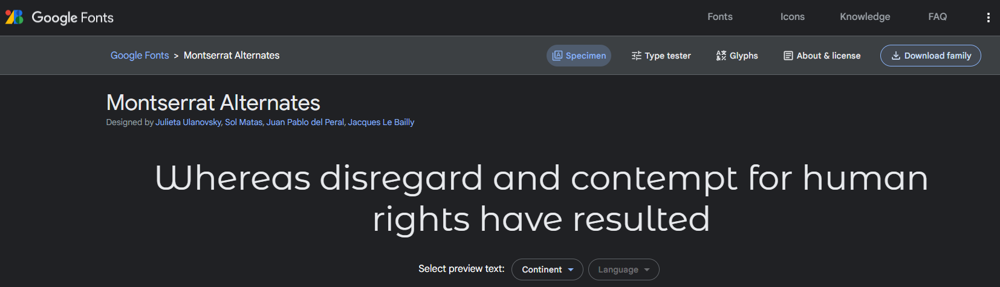 Google Fonts
Fonts Icons Knowledge FAQ
Google Fonts > Montserrat Alternates
Specimen Type tester Glyphs About & license Download family
Montserrat Alternates
Designed by Julieta Ulanovsky, Sol Matas, Juan Pablo del Peral, Jacques Le Bailly
Whereas disregard and contempt for human
rights have resulted
Select preview text: Continent Language